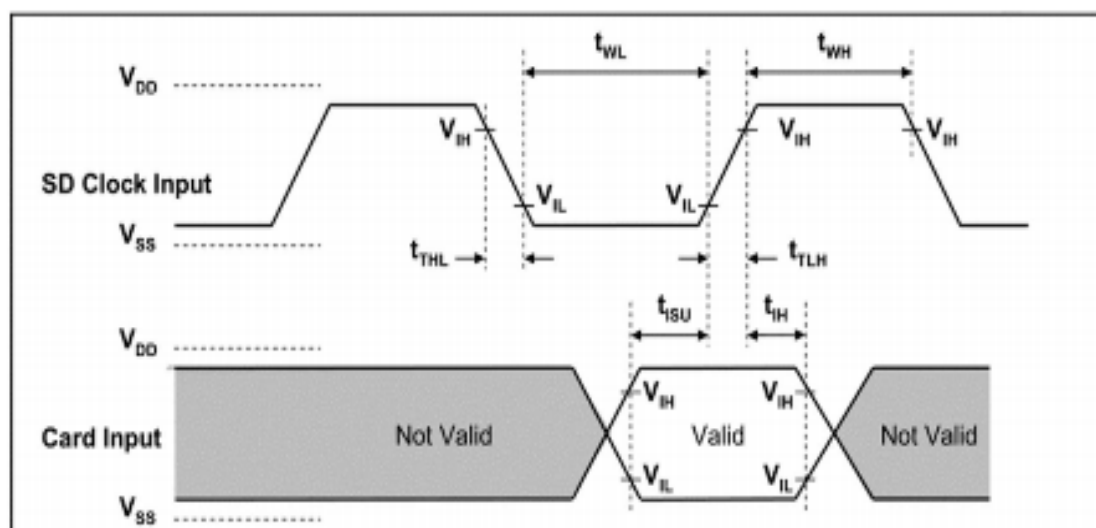 tWL tWH
VDD
VIH VIH VIH
SD Clock Input
VIL VIL
VSS
tTHL tTLH
tISU tIH
VDD
VIH VIH
Card Input Not Valid Valid Not Valid
VIL VIL
VSS